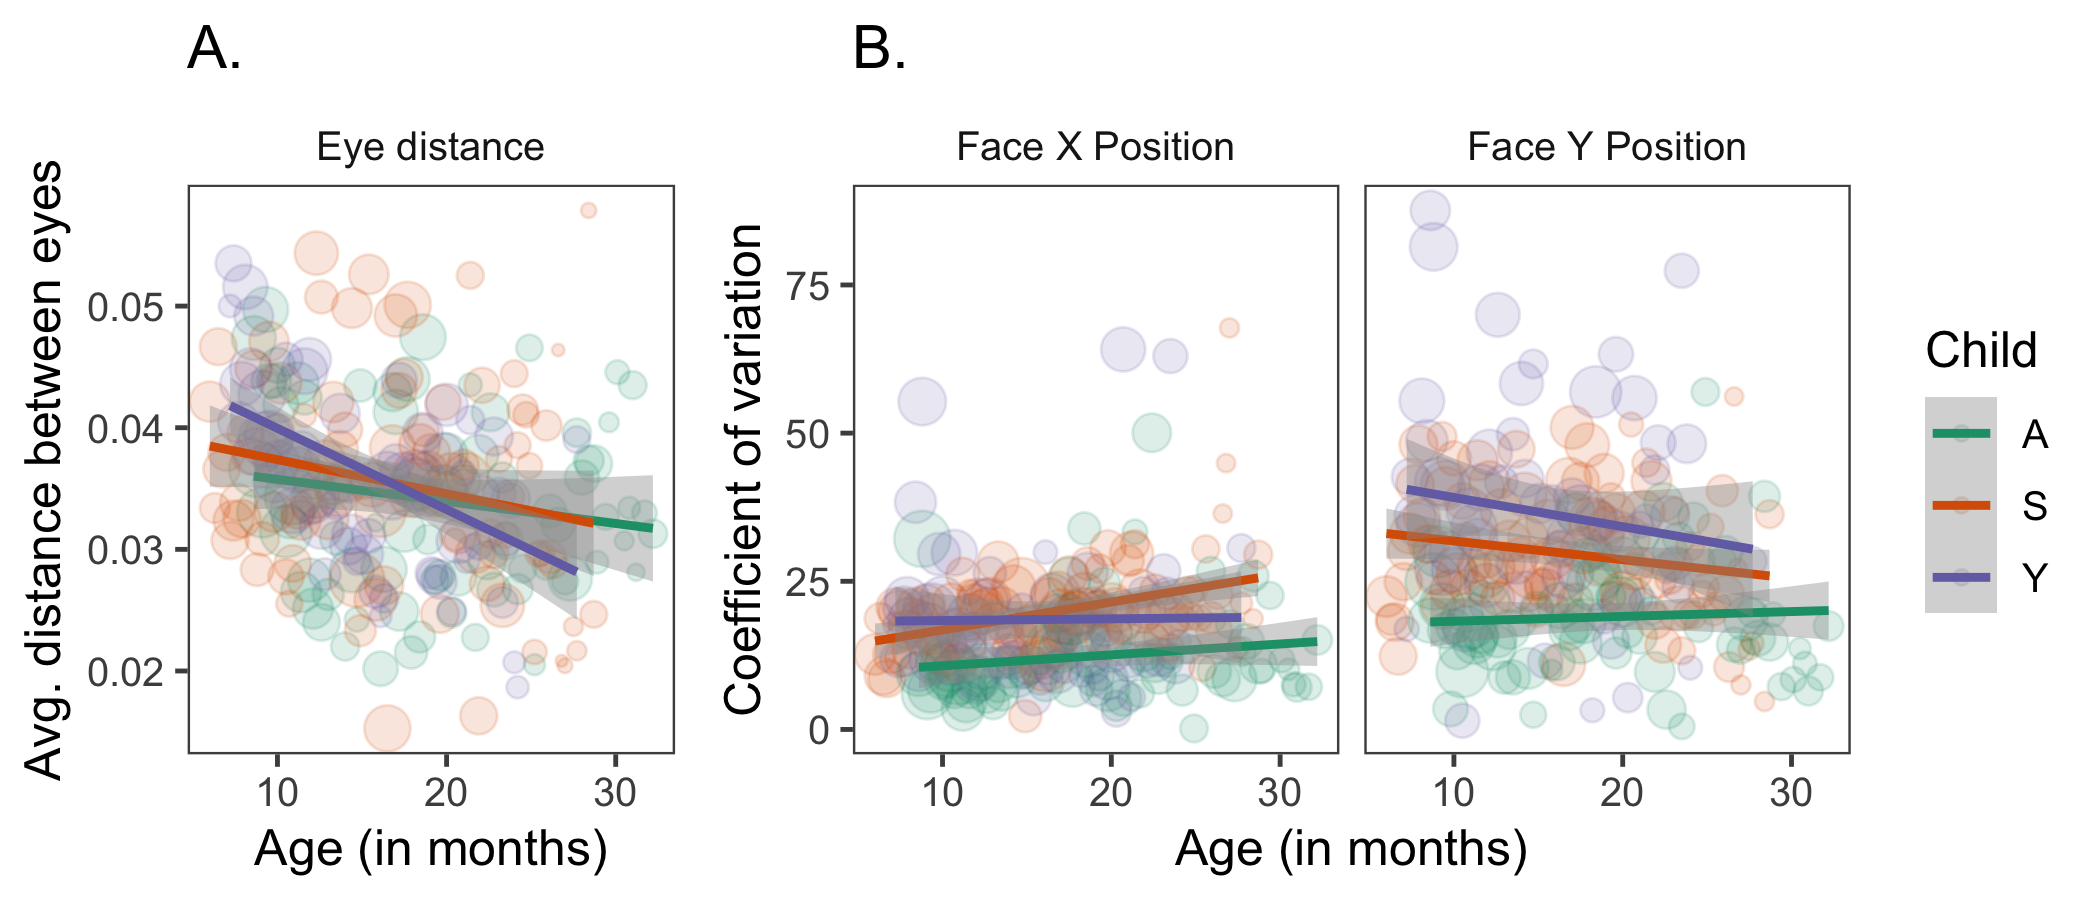 A.
B.
Eye distance
Face X Position
Face Y Position
Avg. distance between eyes
0.05
0.04
0.03
0.02
10
20
30
Age (in months)
Coefficient of variation
75
50
25
0
10
20
30
10
20
30
Age (in months)
Child
A
S
Y